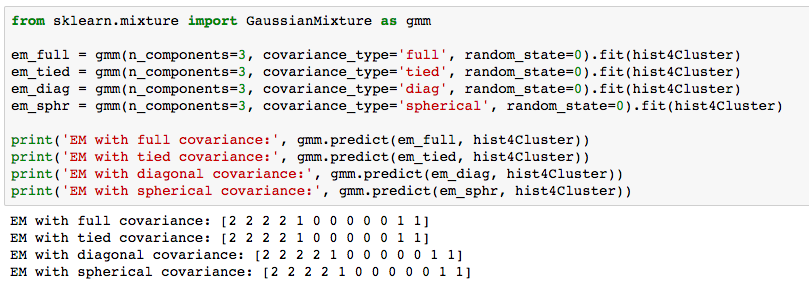 from sklearn.mixture import GaussianMixture as gmm
em_full = gmm(n_components=3, covariance_type='full', random_state=0).fit(hist4Cluster)
em_tied = gmm(n_components=3, covariance_type='tied', random_state=0).fit(hist4Cluster)
em_diag = gmm(n_components=3, covariance_type='diag', random_state=0).fit(hist4Cluster)
em_sphr = gmm(n_components=3, covariance_type='spherical', random_state=0).fit(hist4Cluster)
print('EM with full covariance:', gmm.predict(em_full, hist4Cluster))
print('EM with tied covariance:', gmm.predict(em_tied, hist4Cluster))
print('EM with diagonal covariance:', gmm.predict(em_diag, hist4Cluster))
print('EM with spherical covariance:', gmm.predict(em_sphr, hist4Cluster))
EM with full covariance: [2 2 2 2 1 0 0 0 0 0 1 1]
EM with tied covariance: [2 2 2 2 1 0 0 0 0 0 1 1]
EM with diagonal covariance: [2 2 2 2 1 0 0 0 0 0 1 1]
EM with spherical covariance: [2 2 2 2 1 0 0 0 0 0 1 1]